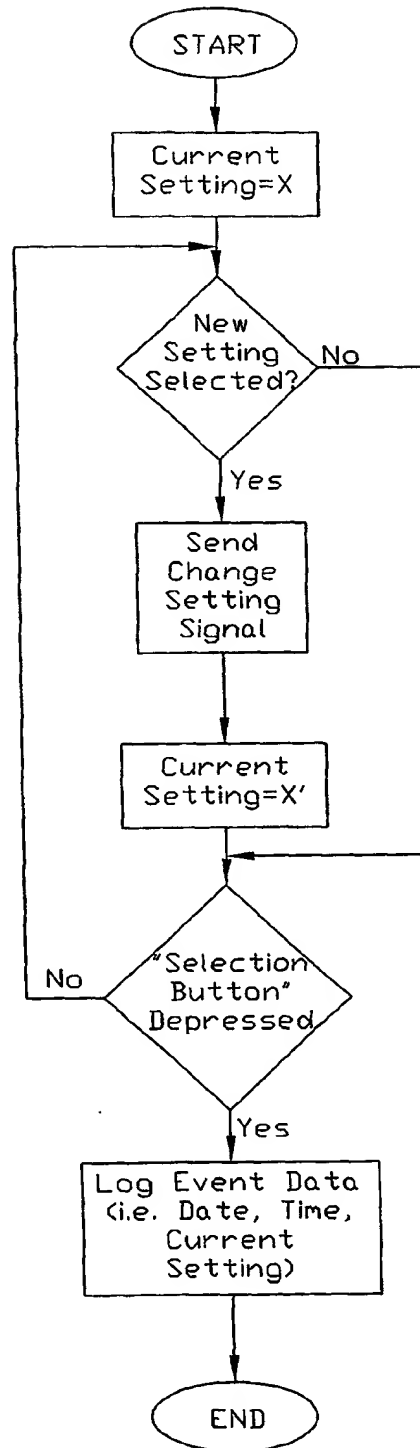 START
Current
Setting=X
New
Setting
Selected?
No
Yes
Send
Change
Setting
Signal
Current
Setting=X'
"Selection
Button"
Depressed
No
Yes
Log Event Data
(i.e. Date, Time,
Current
Setting)
END